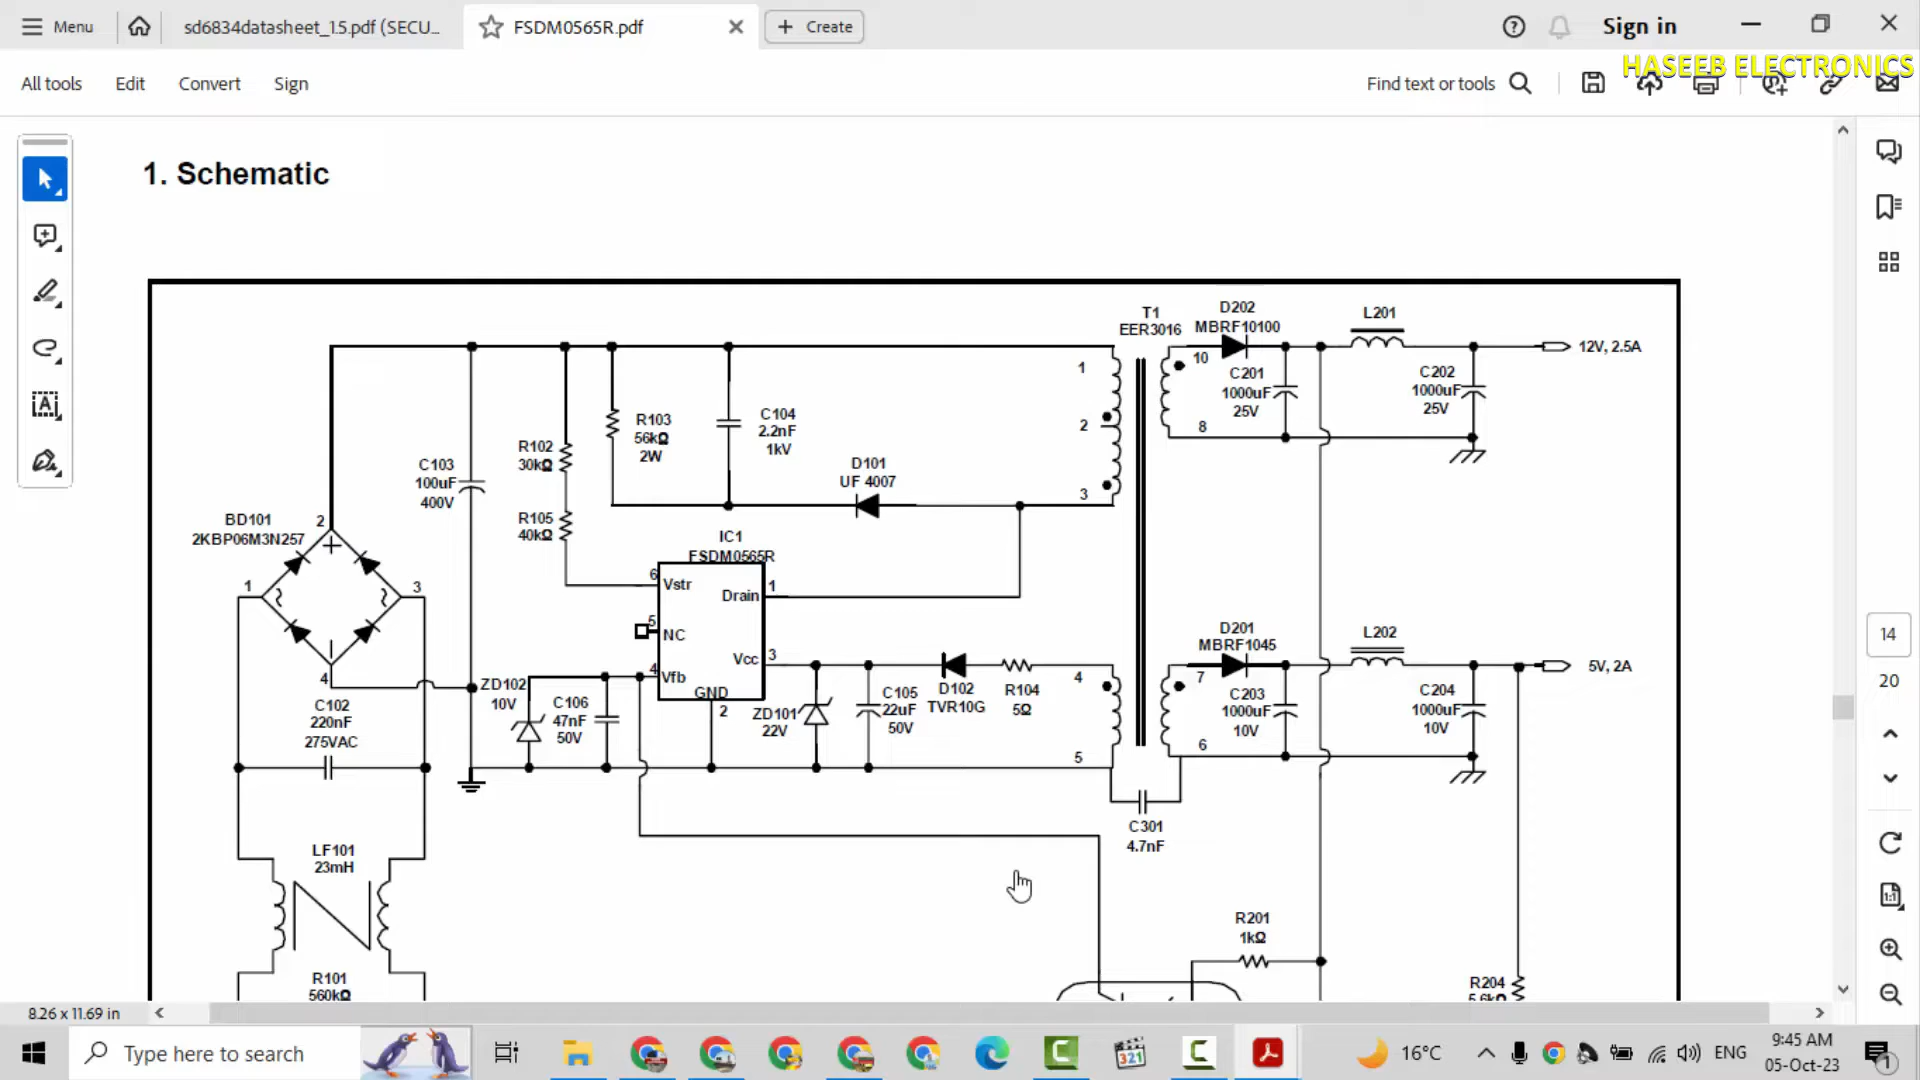 Menu
sd6834datasheet_1.5.pdf (SECU...
FSDM0565R.pdf
Create
Sign in
HASEEB ELECTRONICS
All tools
Edit
Convert
Sign
Find text or tools
1. Schematic
T1
EER3016
D202
MBRF10100
L201
12V, 2.5A
1
10
C201
1000uF
25V
C202
1000uF
25V
R103
56kΩ
2W
C104
2.2nF
1kV
2
8
R102
30kΩ
C103
100uF
400V
D101
UF 4007
3
R105
40kΩ
BD101
2KBP06M3N257
2
IC1
FSDM0565R
6
Vstr
Drain
1
1
3
5
NC
Vcc
3
4
Vfb
GND
2
4
ZD102
10V
C106
47nF
50V
ZD101
22V
C105
22uF
50V
D102
TVR10G
R104
5Ω
4
5
D201
MBRF1045
L202
5V, 2A
7
C203
1000uF
10V
C204
1000uF
10V
6
C102
220nF
275VAC
C301
4.7nF
LF101
23mH
R101
560kΩ
R201
1kΩ
R204
5.6kΩ
14
20
8.26 x 11.69 in
Type here to search
321
16°C
ENG
9:45 AM
05-Oct-23
1